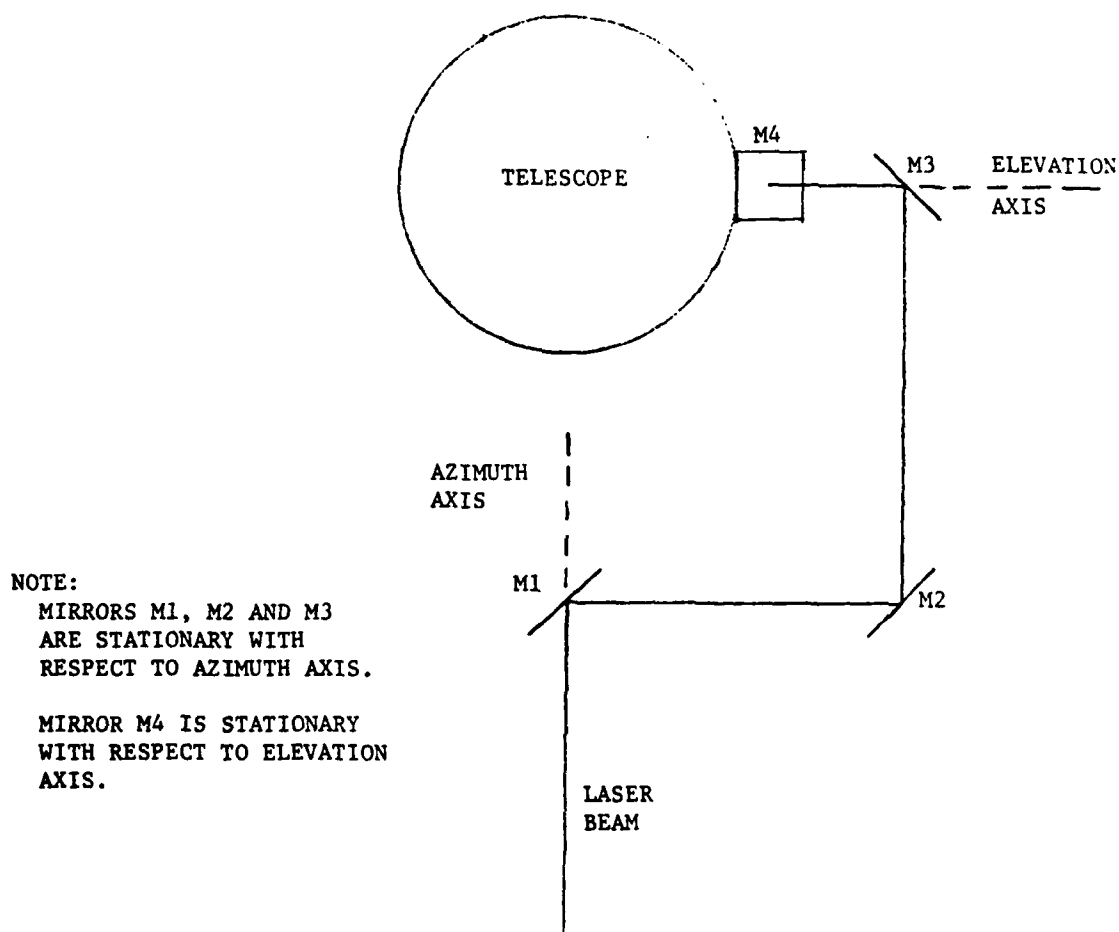 M4
M3
ELEVATION
AXIS
TELESCOPE
AZIMUTH
AXIS
M1
M2
NOTE:
MIRRORS M1, M2 AND M3
ARE STATIONARY WITH
RESPECT TO AZIMUTH AXIS.
MIRROR M4 IS STATIONARY
WITH RESPECT TO ELEVATION
AXIS.
LASER
BEAM